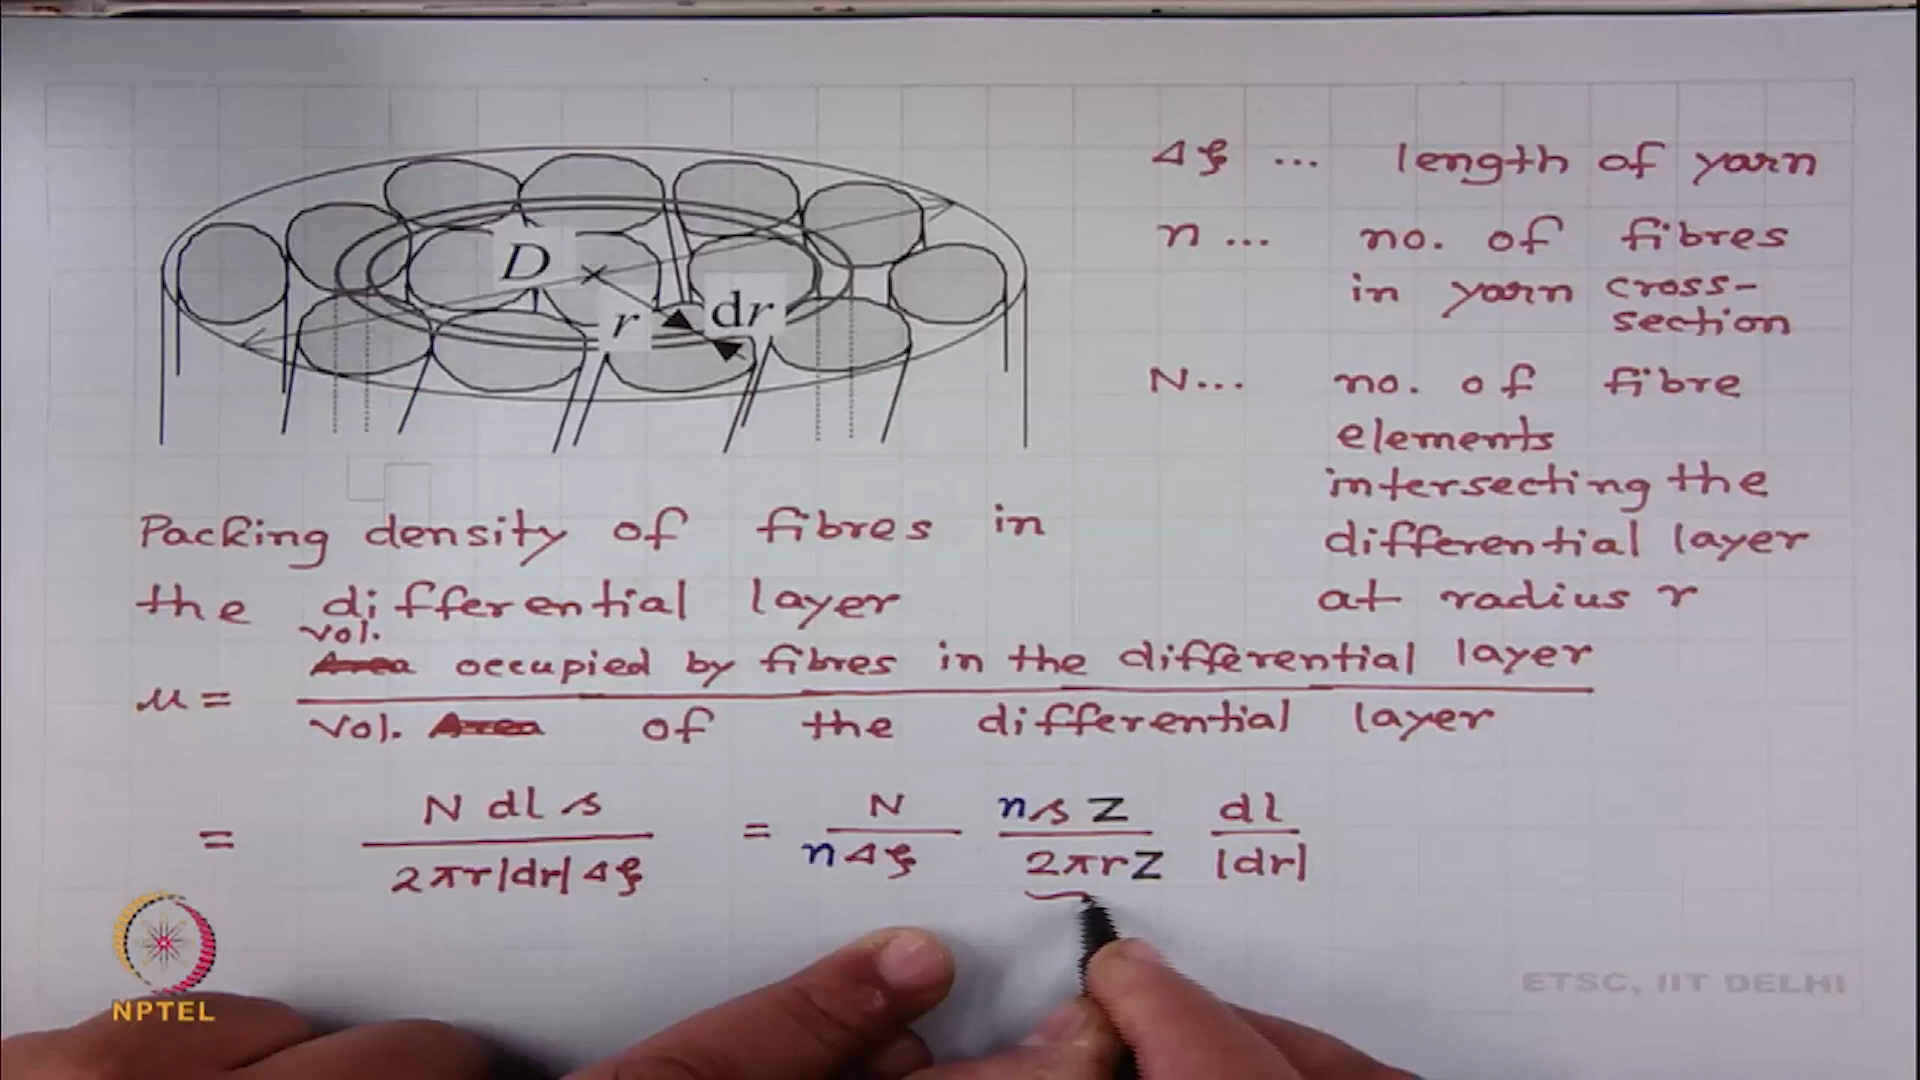 D
r
dr
Δξ ... length of yarn
n ... no. of fibres
in yarn cross-
section
N... no. of fibre
elements
intersecting the
differential layer
at radius r
Packing density of fibres in
the differential layer
vol.
Area occupied by fibres in the differential layer
μ =
Vol. Area of the differential layer
= N dl s / 2πr|dr| Δξ = N / nΔξ ns Z / 2πrZ dl / |dr|
NPTEL
ETSC, IIT DELHI